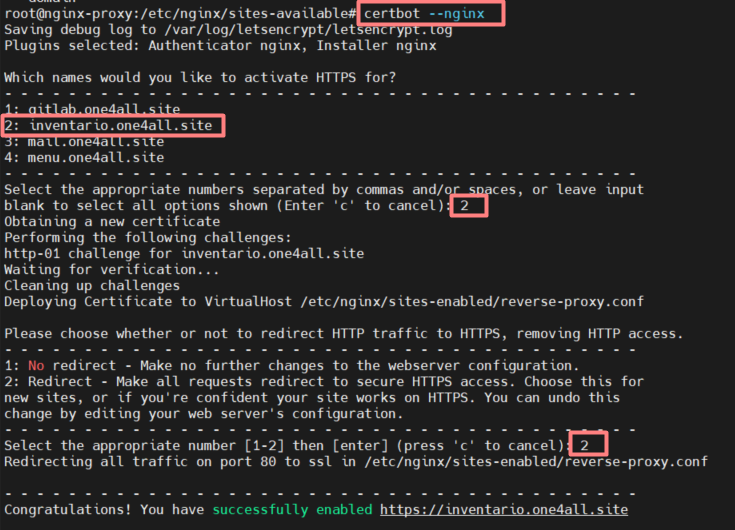 domain
root@nginx-proxy:/etc/nginx/sites-available# certbot --nginx
Saving debug log to /var/log/letsencrypt/letsencrypt.log
Plugins selected: Authenticator nginx, Installer nginx
Which names would you like to activate HTTPS for?
- - - - - - - - - - - - - - - - - - - - - - - - - - - - - - - - - - - - - - - -
1: gitlab.one4all.site
2: inventario.one4all.site
3: mail.one4all.site
4: menu.one4all.site
- - - - - - - - - - - - - - - - - - - - - - - - - - - - - - - - - - - - - - - -
Select the appropriate numbers separated by commas and/or spaces, or leave input
blank to select all options shown (Enter 'c' to cancel): 2
Obtaining a new certificate
Performing the following challenges:
http-01 challenge for inventario.one4all.site
Waiting for verification...
Cleaning up challenges
Deploying Certificate to VirtualHost /etc/nginx/sites-enabled/reverse-proxy.conf
Please choose whether or not to redirect HTTP traffic to HTTPS, removing HTTP access.
- - - - - - - - - - - - - - - - - - - - - - - - - - - - - - - - - - - - - - - -
1: No redirect - Make no further changes to the webserver configuration.
2: Redirect - Make all requests redirect to secure HTTPS access. Choose this for
new sites, or if you're confident your site works on HTTPS. You can undo this
change by editing your web server's configuration.
- - - - - - - - - - - - - - - - - - - - - - - - - - - - - - - - - - - - - - - -
Select the appropriate number [1-2] then [enter] (press 'c' to cancel): 2
Redirecting all traffic on port 80 to ssl in /etc/nginx/sites-enabled/reverse-proxy.conf
- - - - - - - - - - - - - - - - - - - - - - - - - - - - - - - - - - - - - - - -
Congratulations! You have successfully enabled https://inventario.one4all.site